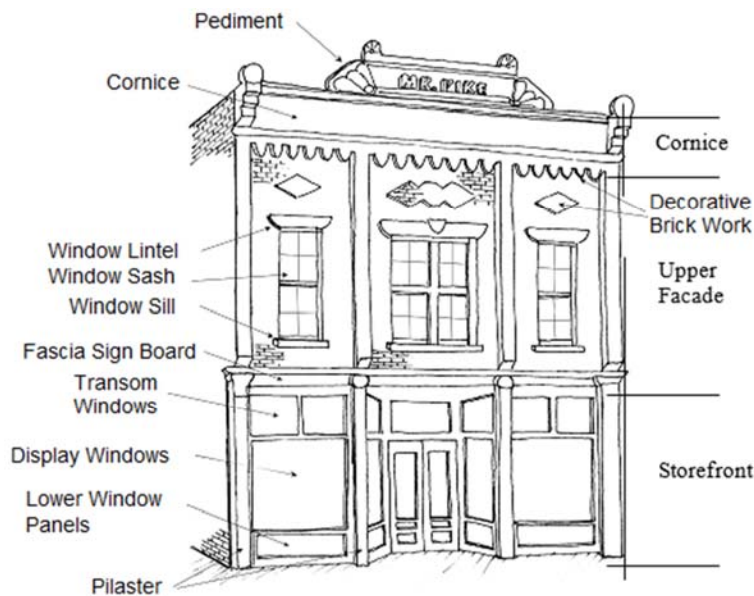 Pediment
Cornice
MR. PIKE
Cornice
Decorative
Brick Work
Window Lintel
Window Sash
Window Sill
Upper
Facade
Fascia Sign Board
Transom
Windows
Display Windows
Storefront
Lower Window
Panels
Pilaster